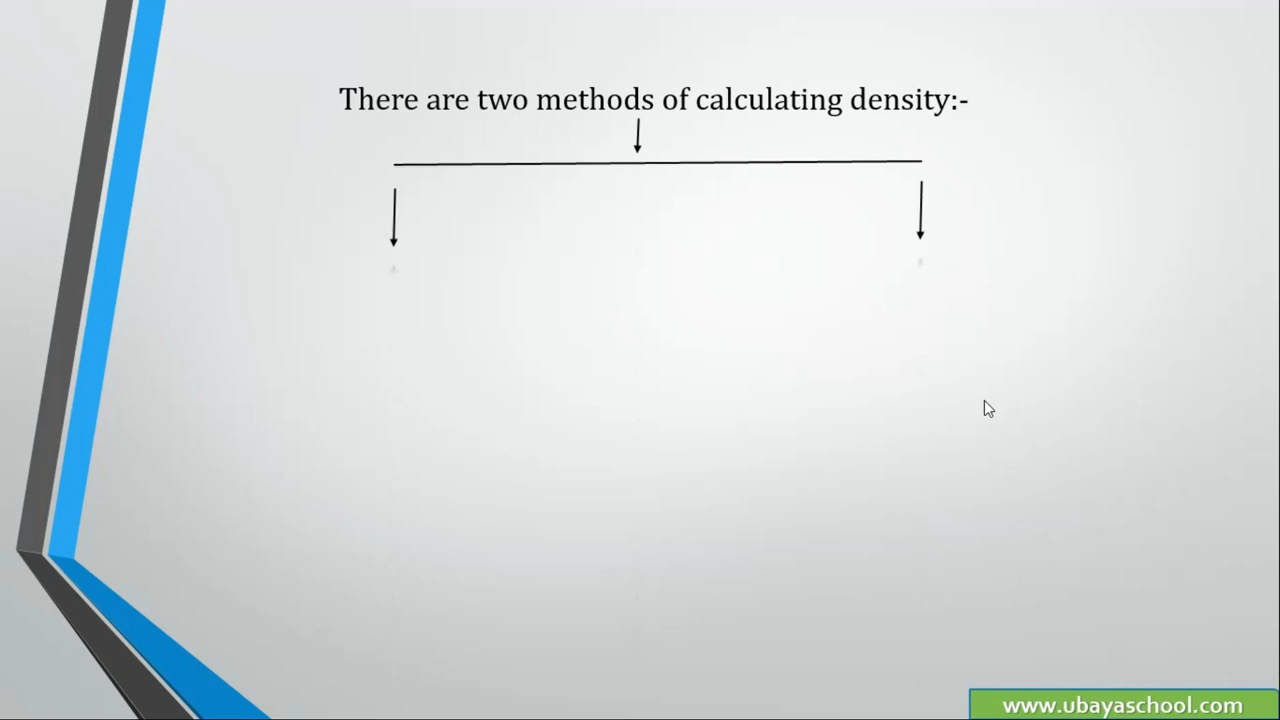 There are two methods of calculating density:-
www.ubayaschool.com